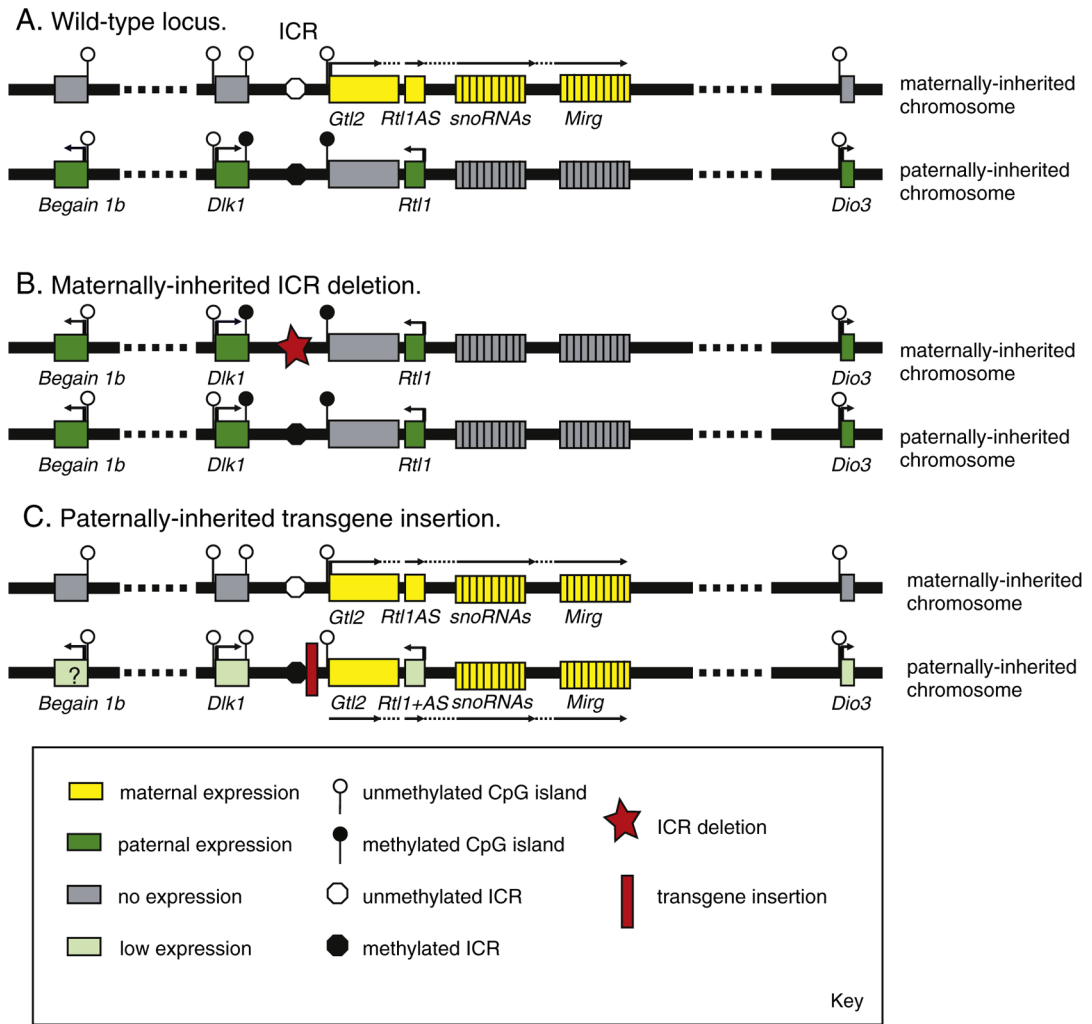 A. Wild-type locus.
ICR
maternally-inherited
chromosome
Gtl2 Rtl1AS snoRNAs Mirg
paternally-inherited
chromosome
Begain 1b Dlk1 Rtl1 Dio3
B. Maternally-inherited ICR deletion.
maternally-inherited
chromosome
Begain 1b Dlk1 Rtl1 Dio3
paternally-inherited
chromosome
Begain 1b Dlk1 Rtl1 Dio3
C. Paternally-inherited transgene insertion.
maternally-inherited
chromosome
Gtl2 Rtl1AS snoRNAs Mirg
paternally-inherited
chromosome
?
Begain 1b Dlk1 Gtl2 Rtl1+AS snoRNAs Mirg Dio3
maternal expression
paternal expression
no expression
low expression
unmethylated CpG island
methylated CpG island
unmethylated ICR
methylated ICR
ICR deletion
transgene insertion
Key